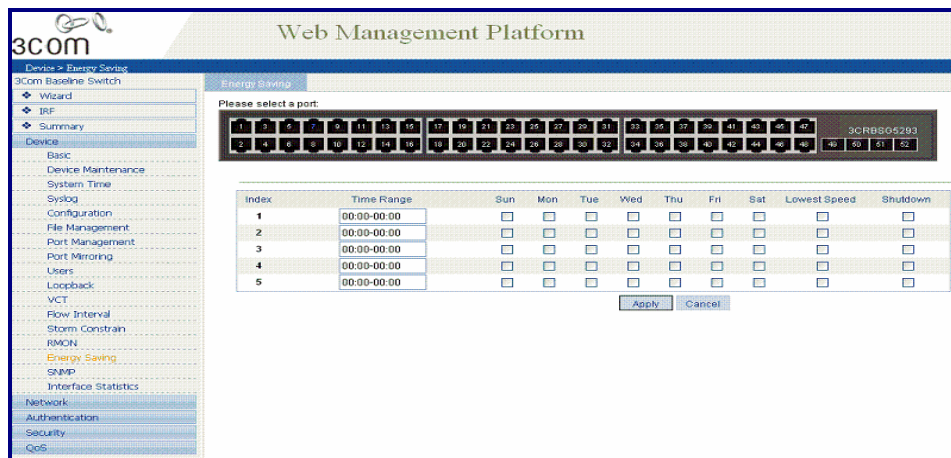 3COM
Web Management Platform
Device > Energy Saving
3Com Baseline Switch
Wizard
IRF
Summary
Device
Basic
Device Maintenance
System Time
Syslog
Configuration
File Management
Port Management
Port Mirroring
Users
Loopback
VCT
Flow Interval
Storm Constrain
RMON
Energy Saving
SNMP
Interface Statistics
Network
Authentication
Security
QoS
Energy Saving
Please select a port:
1 3 5 7 9 11 13 15 17 19 21 23 25 27 29 31 33 35 37 39 41 43 45 47
3CRBSG5293
2 4 6 8 10 12 14 16 18 20 22 24 26 28 30 32 34 36 38 40 42 44 46 48 49 50 51 52
Index Time Range Sun Mon Tue Wed Thu Fri Sat Lowest Speed Shutdown
1 00:00-00:00
2 00:00-00:00
3 00:00-00:00
4 00:00-00:00
5 00:00-00:00
Apply Cancel